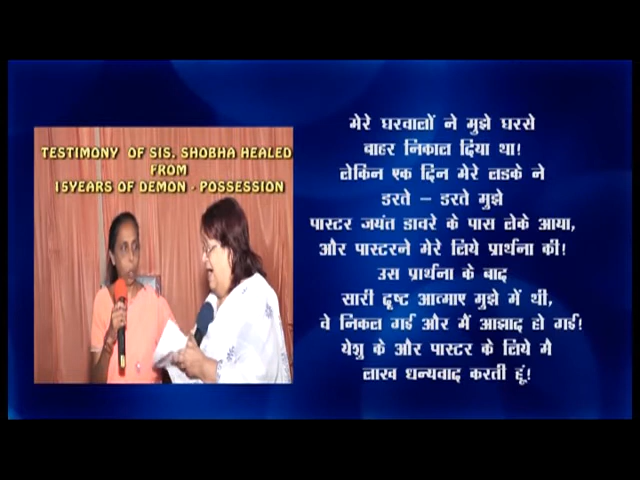 TESTIMONY OF SIS. SHOBHA HEALED
FROM
15YEARS OF DEMON - POSSESSION
मेरे घरवालों ने मुझे घरसे
बाहर निकाल दिया था!
लेकिन एक दिन मेरे लडके ने
डरते - डरते मुझे
पास्टर जयंत डावरे के पास लेके आया,
और पास्टरने मेरे लिये प्रार्थना की!
उस प्रार्थना के बाद
सारी दूष्ट आत्माए मुझे में थी,
वे निकल गई और मैं आझाद हो गई!
येशु के और पास्टर के लिये मै
लाख धन्यवाद करती हूं!